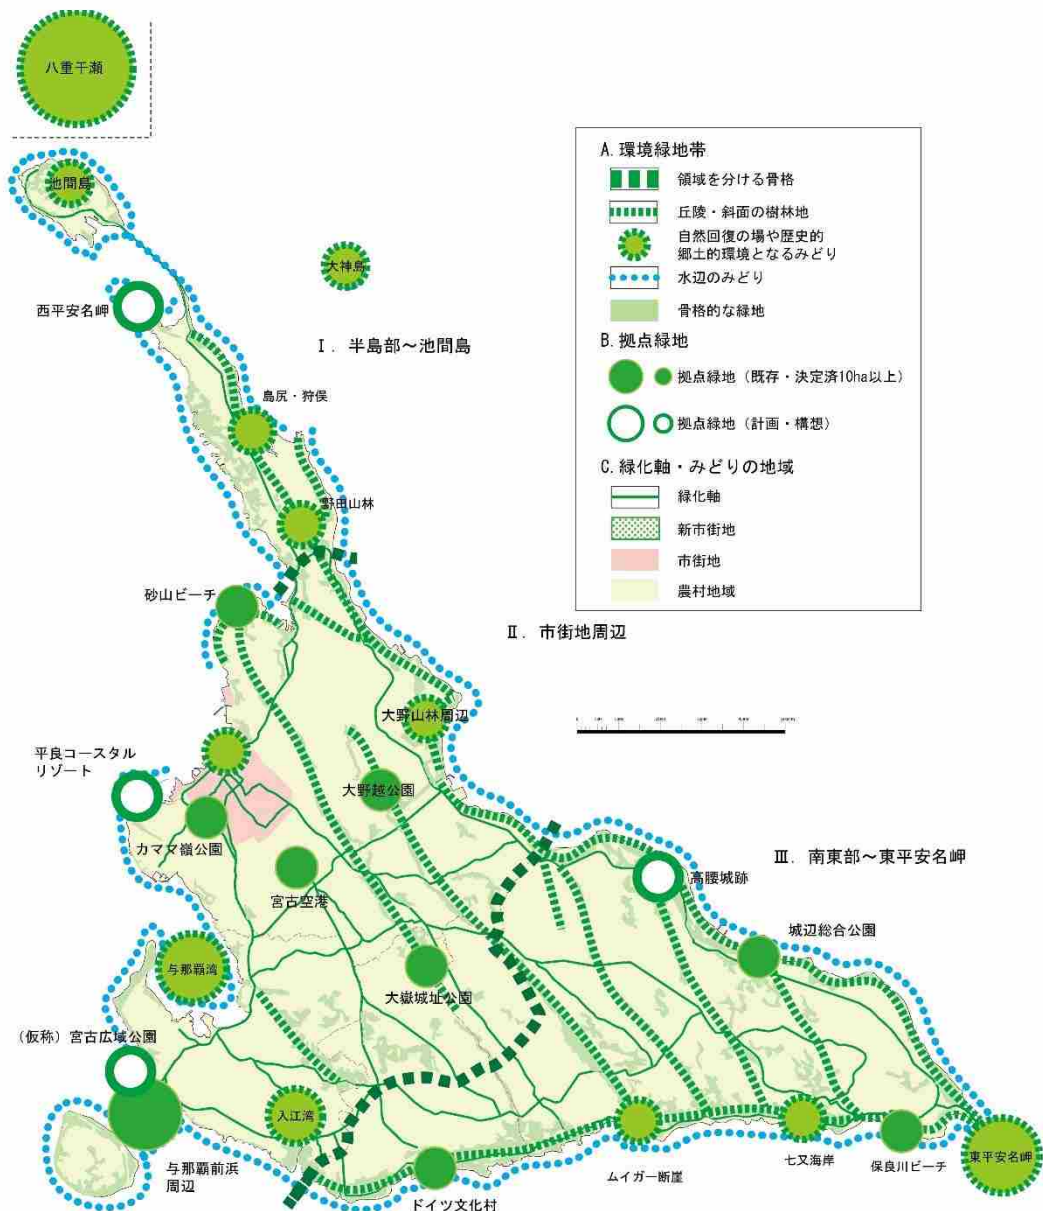 八重干瀬
池間島
大神島
西平安名岬
Ⅰ. 半島部～池間島
島尻・狩俣
野田山林
砂山ビーチ
Ⅱ. 市街地周辺
大野山林周辺
平良コースタル
リゾート
大野越公園
カママ嶺公園
宮古空港
Ⅲ. 南東部～東平安名岬
高腰城跡
城辺総合公園
与那覇湾
大嶽城址公園
(仮称)宮古広域公園
入江湾
与那覇前浜
周辺
ドイツ文化村
ムイガー断崖
七又海岸
保良川ビーチ
東平安名岬
A. 環境緑地帯
領域を分ける骨格
丘陵・斜面の樹林地
自然回復の場や歴史的
郷土的環境となるみどり
水辺のみどり
骨格的な緑地
B. 拠点緑地
拠点緑地（既存・決定済10ha以上）
拠点緑地（計画・構想）
C. 緑化軸・みどりの地域
緑化軸
新市街地
市街地
農村地域